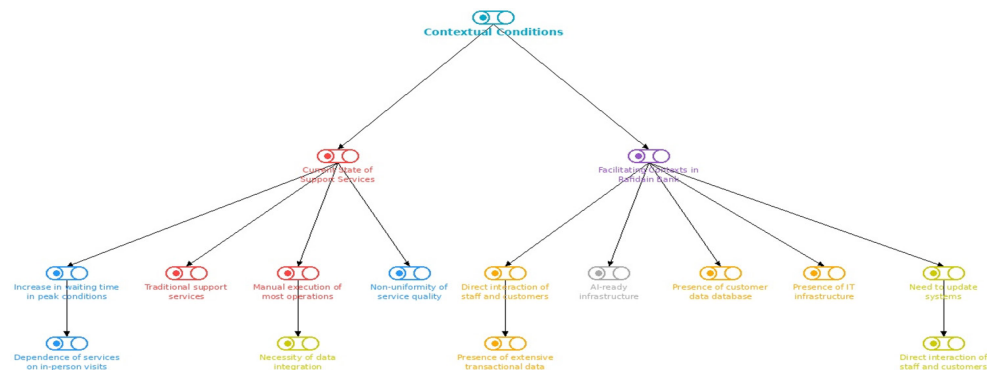 Contextual Conditions
Current State of
Support Services
Facilitating Contexts in
Rafidain Bank
Increase in waiting time
in peak conditions
Traditional support
services
Manual execution of
most operations
Non-uniformity of
service quality
Direct interaction of
staff and customers
AI-ready
infrastructure
Presence of customer
data database
Presence of IT
infrastructure
Need to update
systems
Dependence of services
on in-person visits
Necessity of data
integration
Presence of extensive
transactional data
Direct interaction of
staff and customers